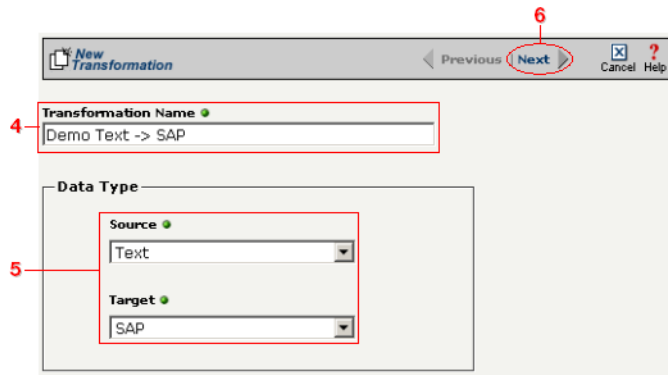 6
New
Transformation
Previous Next Cancel Help
Transformation Name
4
Demo Text -> SAP
Data Type
Source
Text
5
Target
SAP